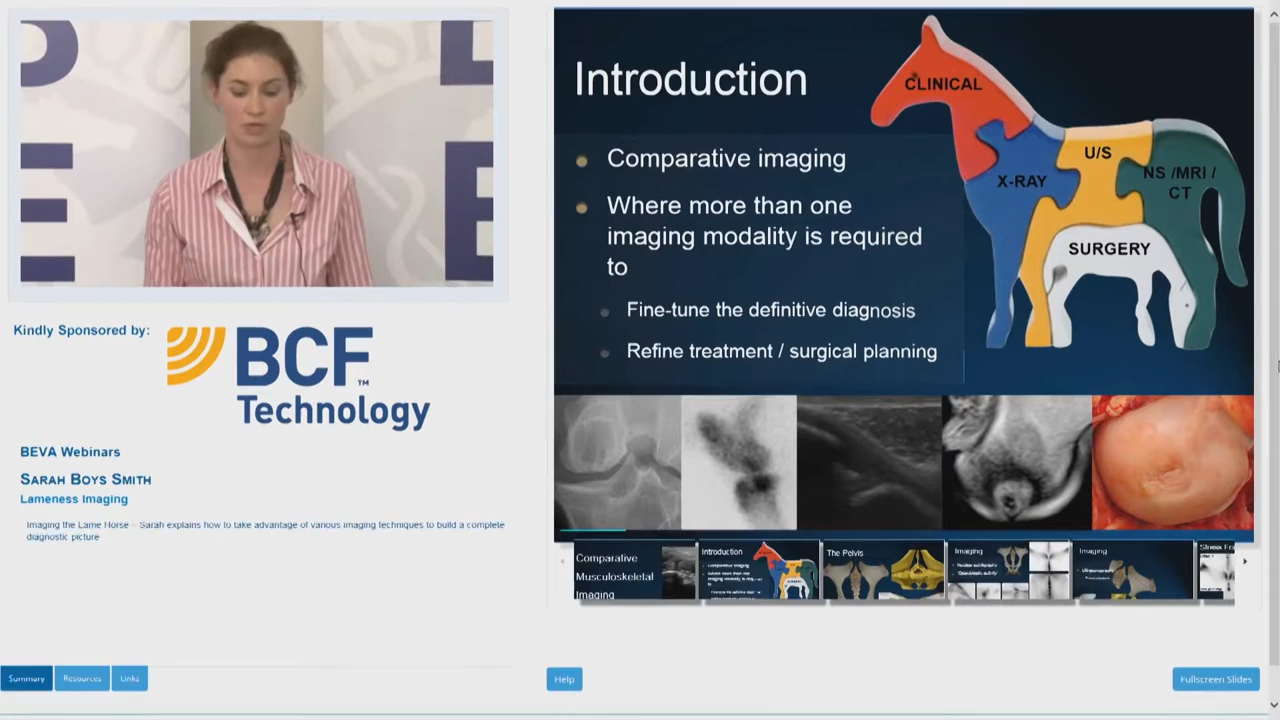 Kindly Sponsored by:
BCF
TM
Technology
BEVA Webinars
SARAH BOYS SMITH
Lameness Imaging
Imaging the Lame Horse - Sarah explains how to take advantage of various imaging techniques to build a complete
diagnostic picture
Summary
Resources
Links
Introduction
Comparative imaging
Where more than one
imaging modality is required
to
Fine-tune the definitive diagnosis
Refine treatment / surgical planning
CLINICAL
X-RAY
U/S
NS /MRI /
CT
SURGERY
Comparative
Musculoskeletal
Imaging
Introduction
The Pelvis
Imaging
Imaging
Help
Fullscreen Slides